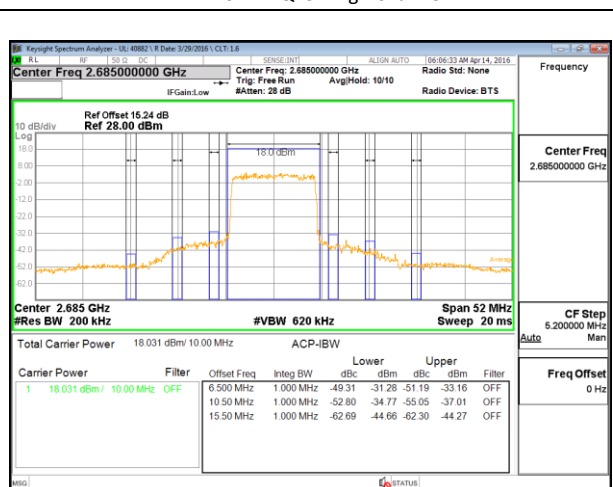 Keysight Spectrum Analyzer - UL: 40882 \ R Date: 3/29/2016 \ CLT: 1.6
RL RF 50 Ω DC SENSE:INT ALIGN AUTO 06:06:33 AM Apr 14, 2016
Center Freq 2.685000000 GHz
Center Freq: 2.685000000 GHz
Radio Std: None
Trig: Free Run Avg|Hold: 10/10
IFGain:Low #Atten: 28 dB Radio Device: BTS
Frequency
Ref Offset 15.24 dB
10 dB/div Ref 28.00 dBm
Log
18.0
18.0 dBm
8.00
-2.00
-12.0
-22.0
-32.0
-42.0
-52.0
Average
-62.0
Center Freq
2.685000000 GHz
Center 2.685 GHz Span 52 MHz
#Res BW 200 kHz #VBW 620 kHz Sweep 20 ms
CF Step
5.200000 MHz
Auto Man
Total Carrier Power 18.031 dBm/ 10.00 MHz ACP-IBW
Lower Upper
Carrier Power Filter Offset Freq Integ BW dBc dBm dBc dBm Filter
1 18.031 dBm / 10.00 MHz OFF 6.500 MHz 1.000 MHz -49.31 -31.28 -51.19 -33.16 OFF
10.50 MHz 1.000 MHz -52.80 -34.77 -55.05 -37.01 OFF
15.50 MHz 1.000 MHz -62.69 -44.66 -62.30 -44.27 OFF
Freq Offset
0 Hz
MSG STATUS